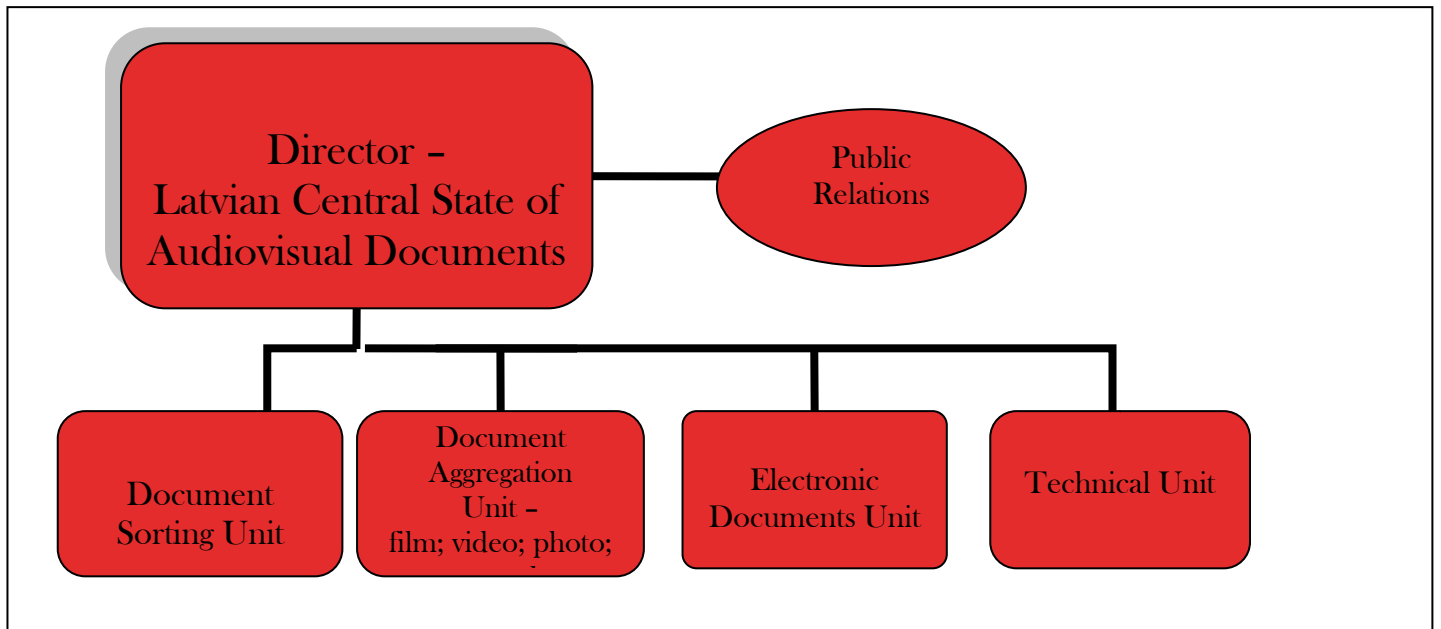 Director –
Latvian Central State of
Audiovisual Documents
Public
Relations
Document
Sorting Unit
Document
Aggregation
Unit –
film; video; photo;
Electronic
Documents Unit
Technical Unit